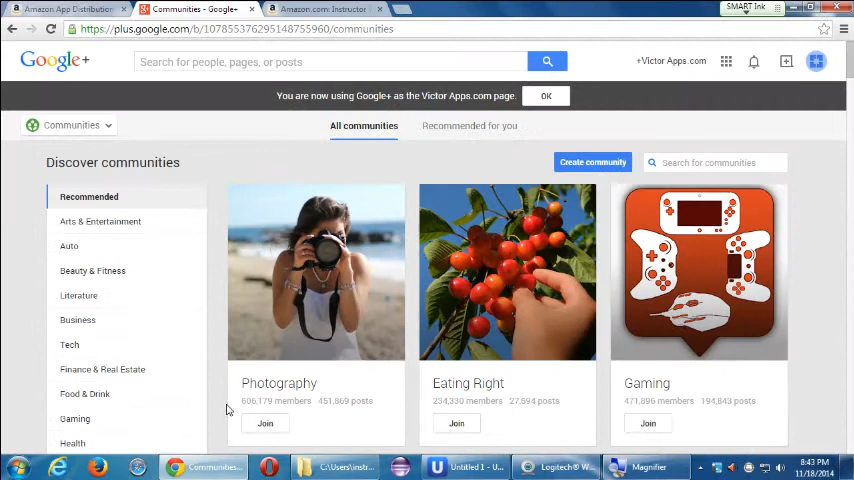 Amazon App Distribution
Communities - Google+
Amazon.com: Instructor
SMART Ink
https://plus.google.com/b/107855376295148755960/communities
Google+
Search for people, pages, or posts
+Victor Apps.com
You are now using Google+ as the Victor Apps.com page.
OK
Communities
All communities
Recommended for you
Discover communities
Create community
Search for communities
Recommended
Arts & Entertainment
Auto
Beauty & Fitness
Literature
Business
Tech
Finance & Real Estate
Food & Drink
Gaming
Health
Photography
606,179 members 451,869 posts
Join
Eating Right
234,330 members 27,694 posts
Join
Gaming
471,896 members 194,843 posts
Join
Communities...
C:\Users\instr...
Untitled 1 - U...
Logitech® W...
Magnifier
8:43 PM
11/18/2014